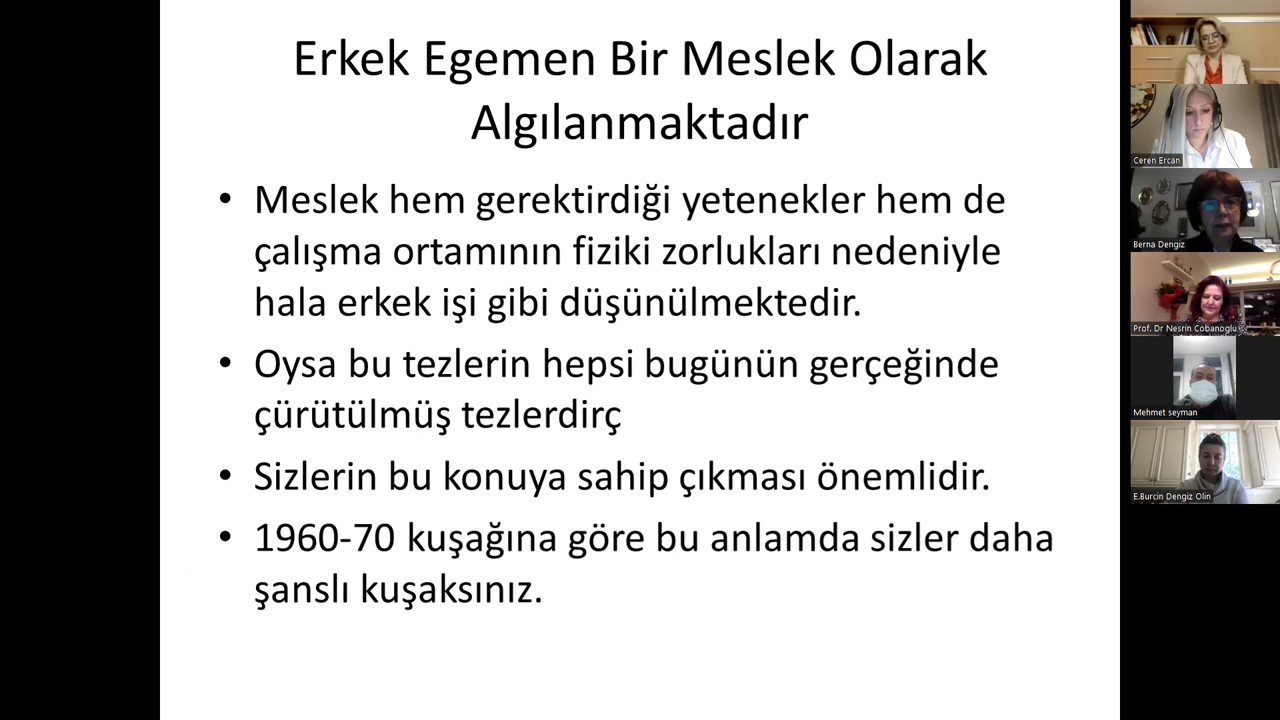 Erkek Egemen Bir Meslek Olarak
Algılanmaktadır
• Meslek hem gerektirdiği yetenekler hem de
çalışma ortamının fiziki zorlukları nedeniyle
hala erkek işi gibi düşünülmektedir.
• Oysa bu tezlerin hepsi bugünün gerçeğinde
çürütülmüş tezlerdirç
• Sizlerin bu konuya sahip çıkması önemlidir.
• 1960-70 kuşağına göre bu anlamda sizler daha
şanslı kuşaksınız.
Ceren Ercan
Berna Dengiz
Prof. Dr Nesrin Cobanoglu
Mehmet seyman
E.Burcin Dengiz Olin